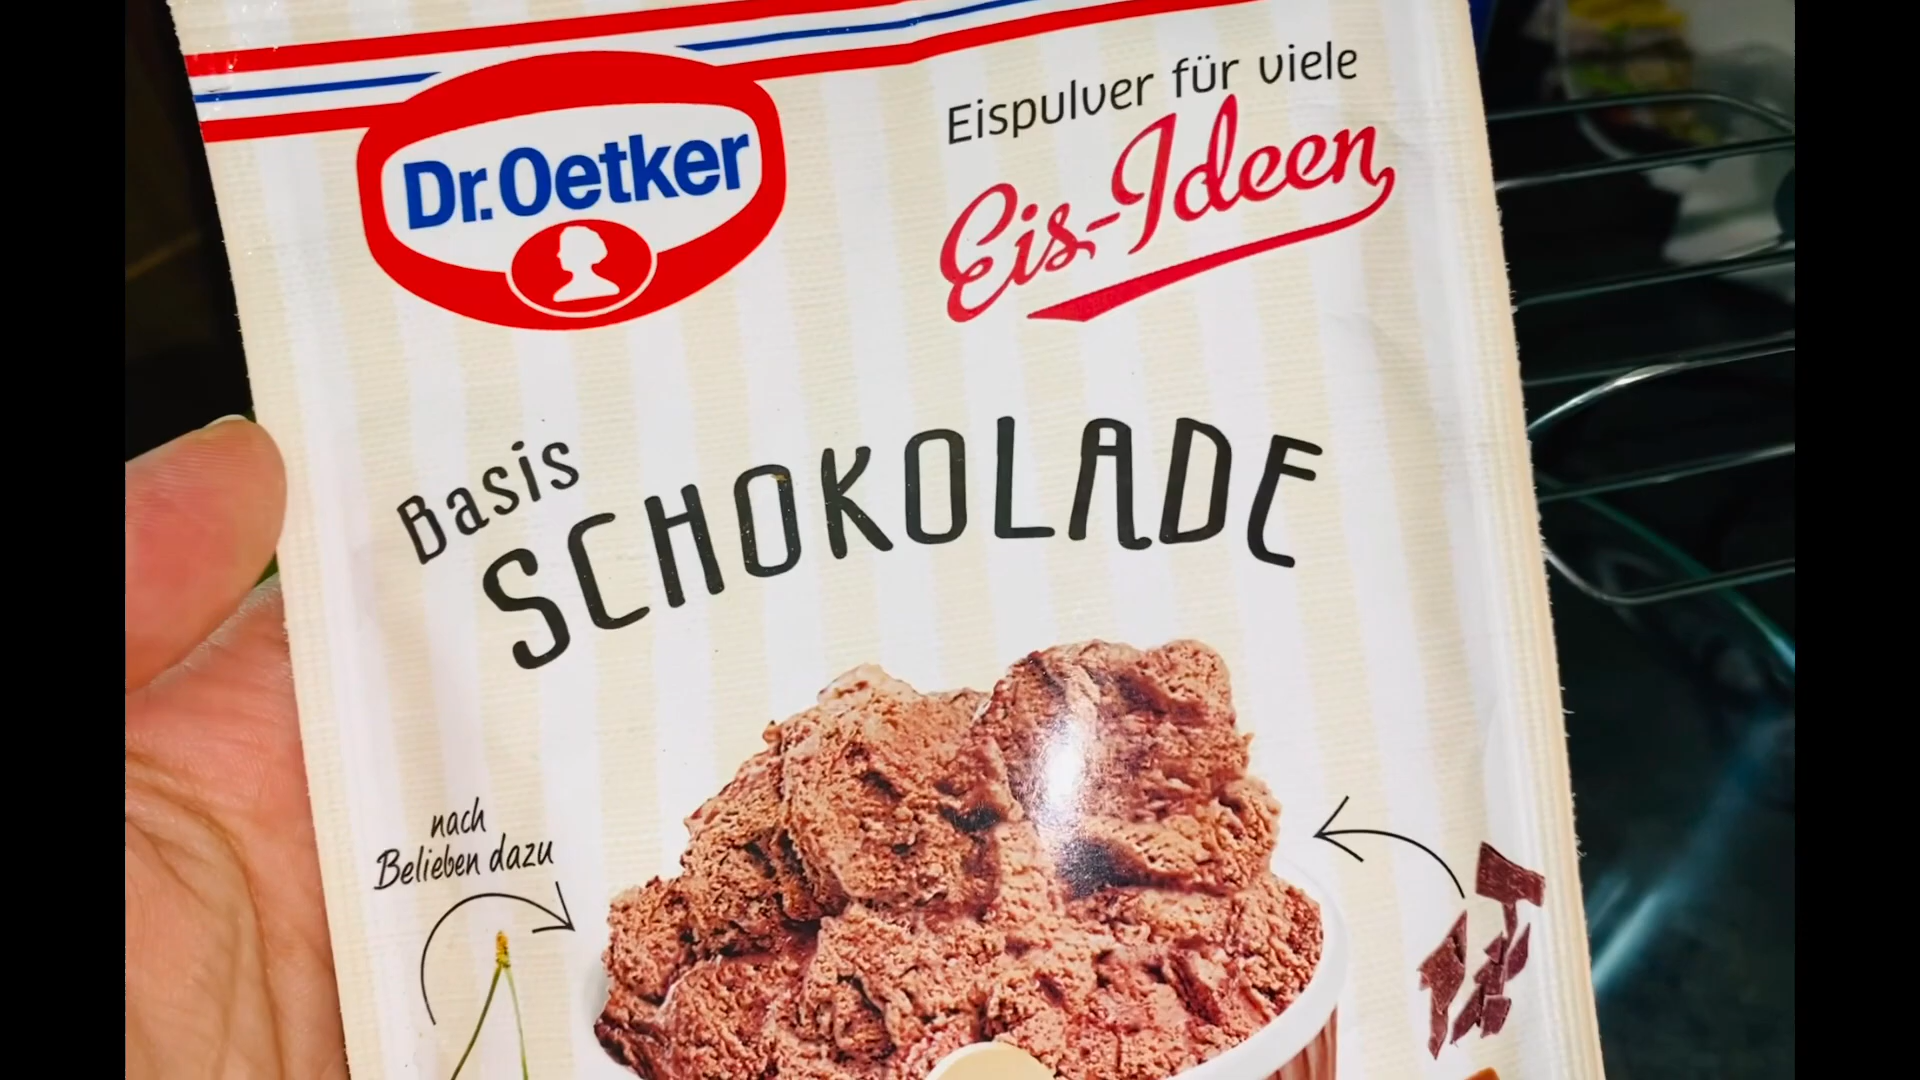 Dr.Oetker
Eispulver für viele
Eis-Ideen
Basis
SCHOKOLADE
nach
Belieben dazu